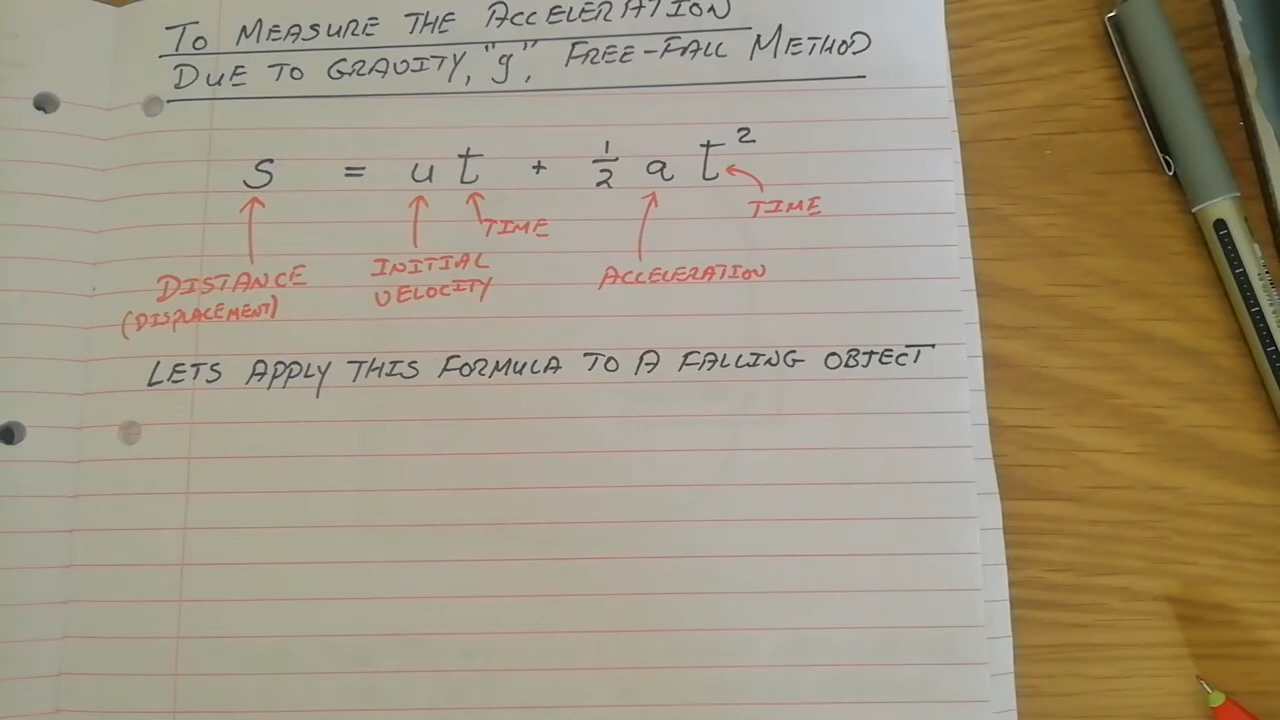 TO MEASURE THE ACCELERATION
DUE TO GRAVITY, "g", FREE-FALL METHOD
s = ut + 1/2 a t²
TIME
TIME
DISTANCE
(DISPLACEMENT)
INITIAL
VELOCITY
ACCELERATION
LETS APPLY THIS FORMULA TO A FALLING OBJECT